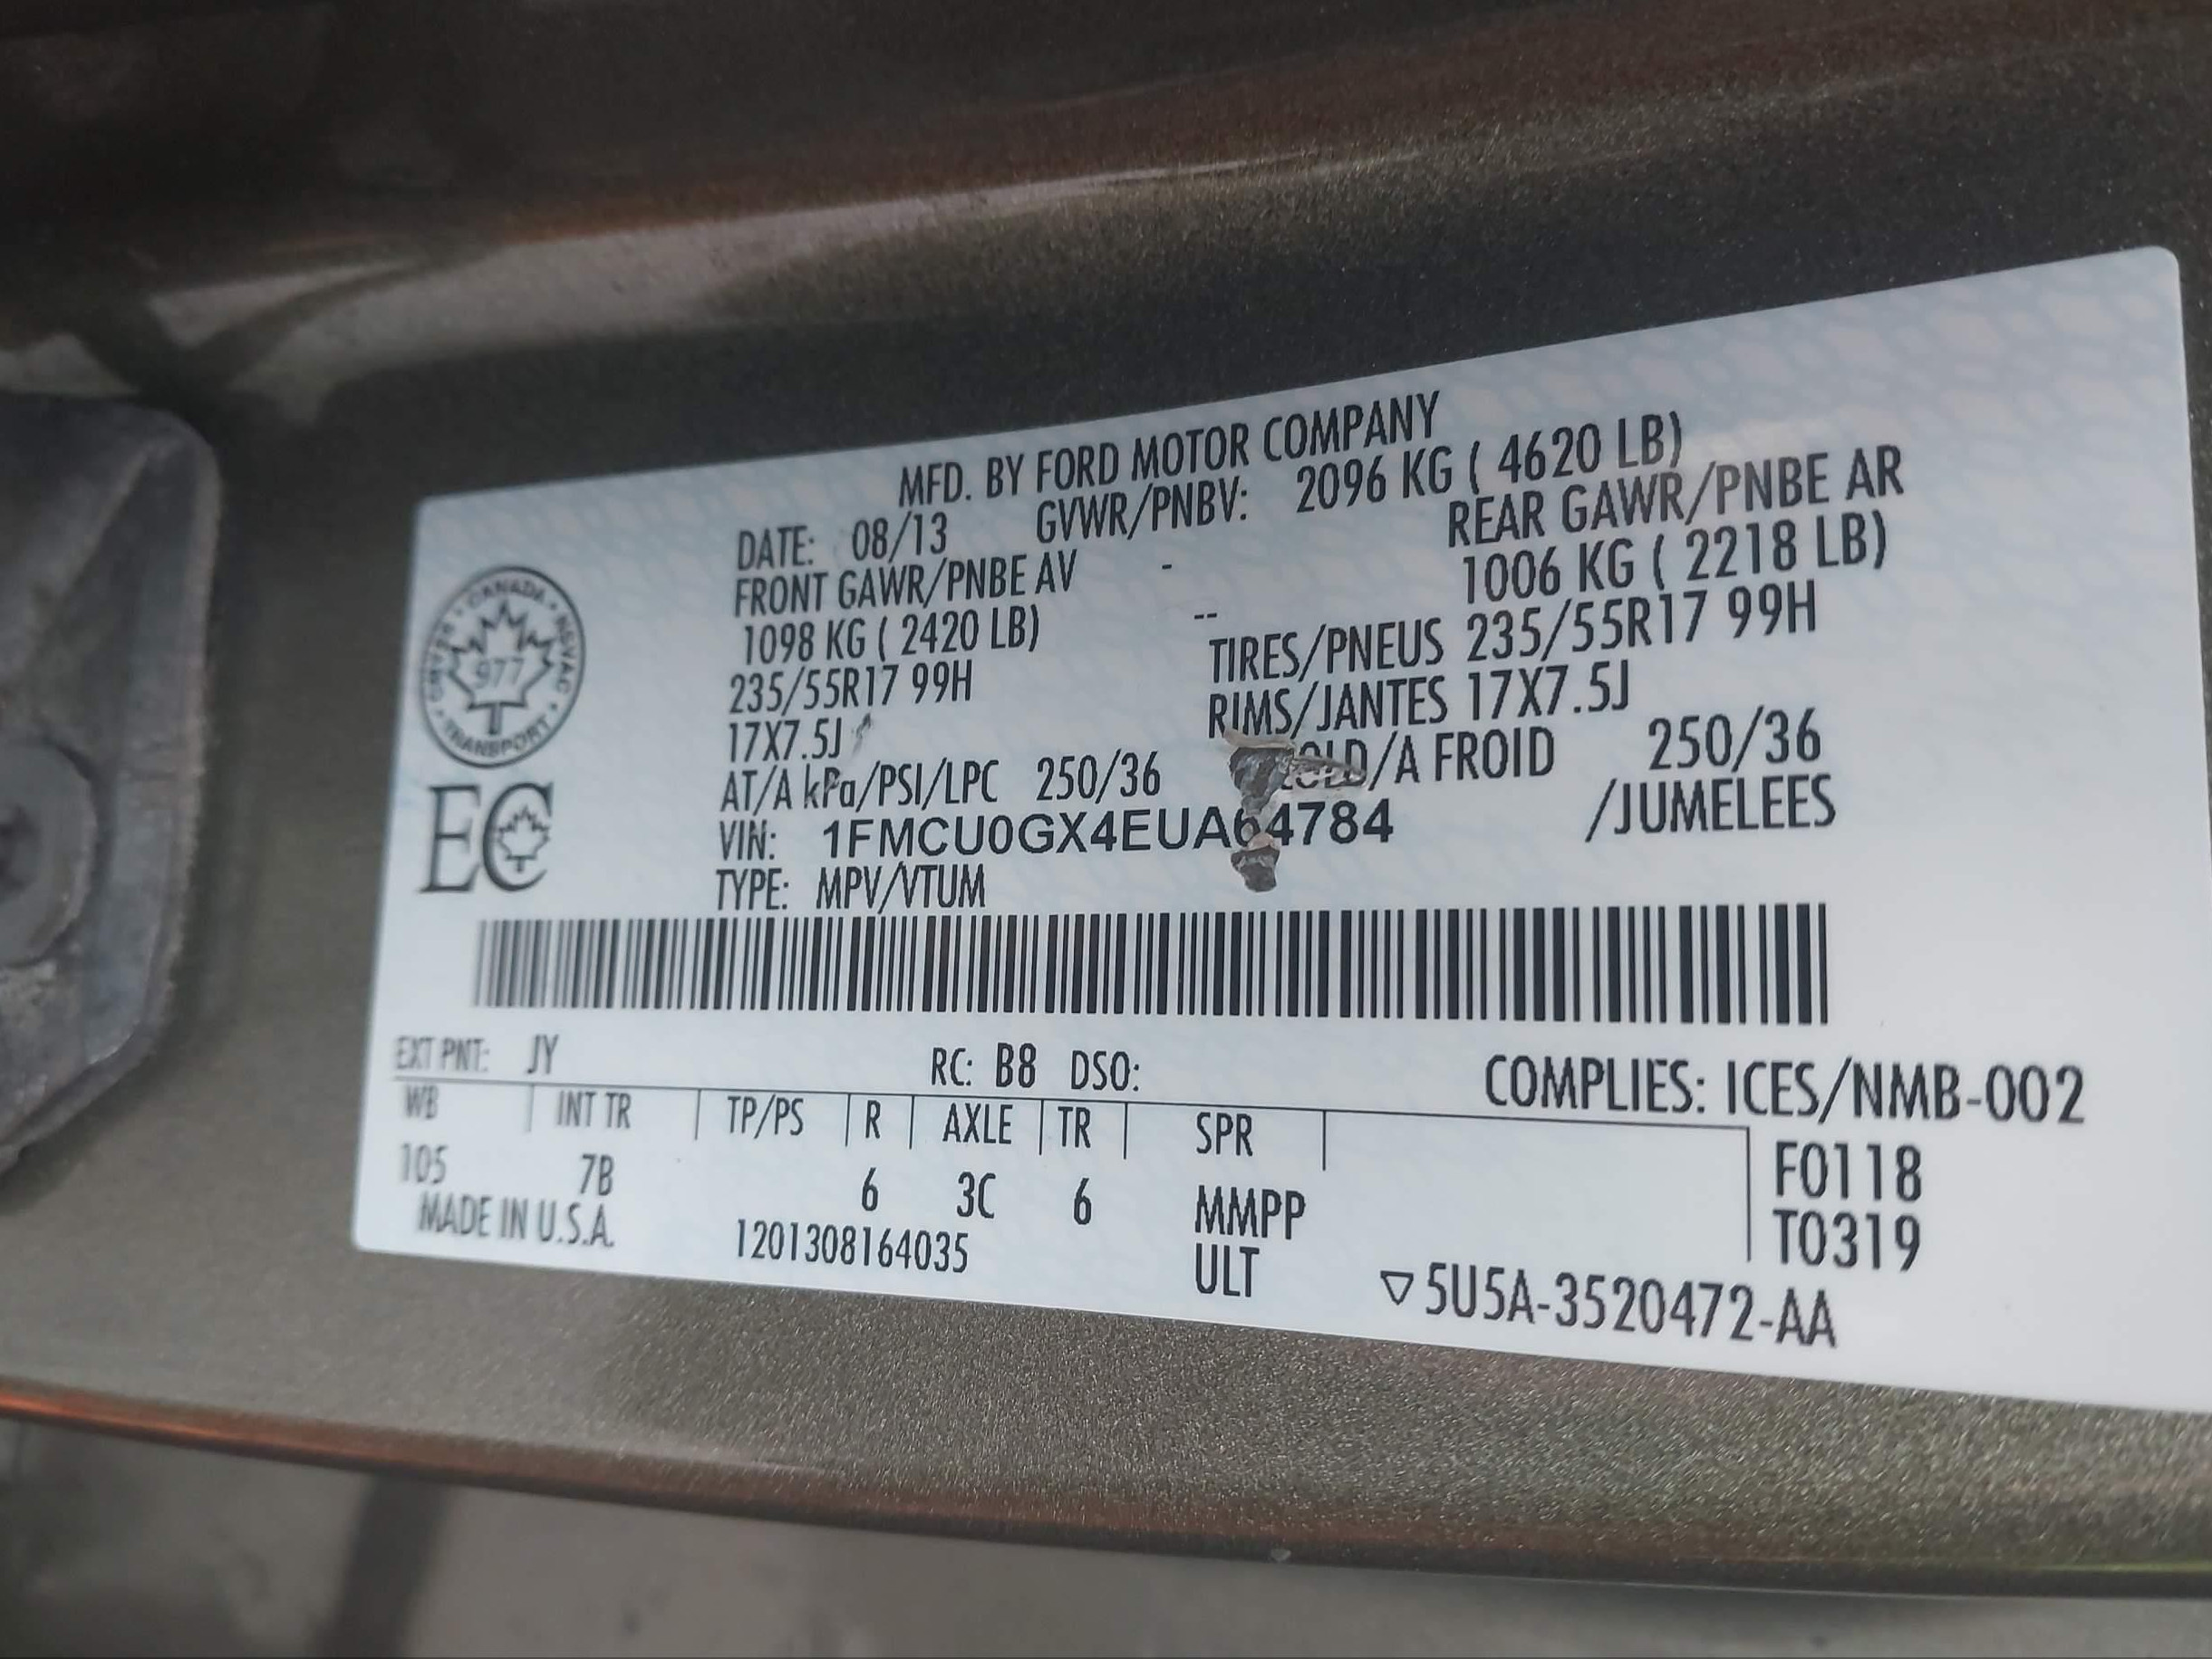 MFD. BY FORD MOTOR COMPANY
DATE: 08/13 GVWR/PNBV: 2096 KG ( 4620 LB)
FRONT GAWR/PNBE AV - REAR GAWR/PNBE AR
1098 KG ( 2420 LB) -- 1006 KG ( 2218 LB)
235/55R17 99H TIRES/PNEUS 235/55R17 99H
17X7.5J RIMS/JANTES 17X7.5J
AT/A kPa/PSI/LPC 250/36 /A FROID 250/36
VIN: 1FMCU0GX4EUA64784 /JUMELEES
TYPE: MPV/VTUM
CANADA • NSVAC • TRANSPORT •
977
EC
EXT PNT: JY RC: B8 DSO: COMPLIES: ICES/NMB-002
WB | INT TR | TP/PS | R | AXLE | TR | SPR | F0118
105 7B 6 3C 6 MMPP T0319
MADE IN U.S.A. 1201308164035 ULT ▽5U5A-3520472-AA